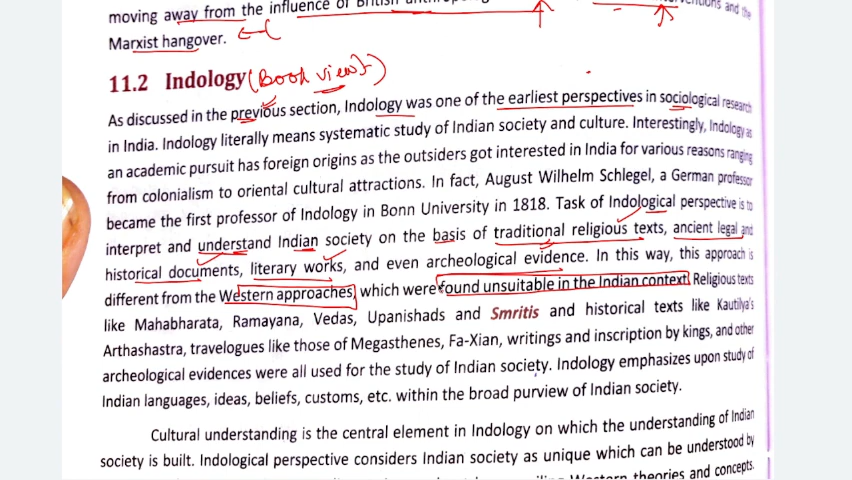 moving away from the influence of British
Marxist hangover.
11.2 Indology (Book view)
As discussed in the previous section, Indology was one of the earliest perspectives in sociological research
in India. Indology literally means systematic study of Indian society and culture. Interestingly, Indology as
an academic pursuit has foreign origins as the outsiders got interested in India for various reasons ranging
from colonialism to oriental cultural attractions. In fact, August Wilhelm Schlegel, a German professor
became the first professor of Indology in Bonn University in 1818. Task of Indological perspective is to
interpret and understand Indian society on the basis of traditional religious texts, ancient legal and
historical documents, literary works, and even archeological evidence. In this way, this approach is
different from the Western approaches, which were found unsuitable in the Indian context. Religious texts
like Mahabharata, Ramayana, Vedas, Upanishads and Smritis and historical texts like Kautilya's
Arthashastra, travelogues like those of Megasthenes, Fa-Xian, writings and inscription by kings, and other
archeological evidences were all used for the study of Indian society. Indology emphasizes upon study of
Indian languages, ideas, beliefs, customs, etc. within the broad purview of Indian society.
Cultural understanding is the central element in Indology on which the understanding of Indian
society is built. Indological perspective considers Indian society as unique which can be understood by
Western theories and concepts.